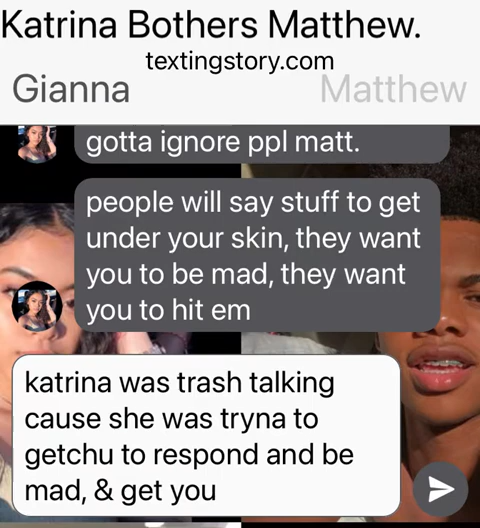 Katrina Bothers Matthew.
textingstory.com
Gianna
Matthew
gotta ignore ppl matt.
people will say stuff to get
under your skin, they want
you to be mad, they want
you to hit em
katrina was trash talking
cause she was tryna to
getchu to respond and be
mad, & get you